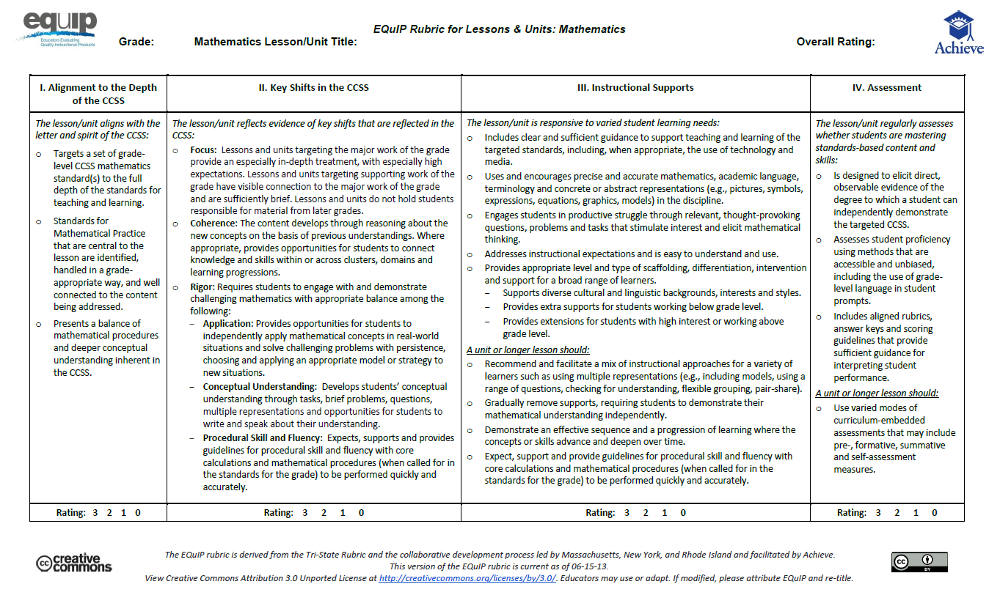 equip
Educators Evaluating
Quality Instructional Products
EQuIP Rubric for Lessons & Units: Mathematics
Grade: Mathematics Lesson/Unit Title: Overall Rating:
Achieve
I. Alignment to the Depth
of the CCSS
The lesson/unit aligns with the
letter and spirit of the CCSS:
o Targets a set of grade-
level CCSS mathematics
standard(s) to the full
depth of the standards for
teaching and learning.
o Standards for
Mathematical Practice
that are central to the
lesson are identified,
handled in a grade-
appropriate way, and well
connected to the content
being addressed.
o Presents a balance of
mathematical procedures
and deeper conceptual
understanding inherent in
the CCSS.
Rating: 3 2 1 0
II. Key Shifts in the CCSS
The lesson/unit reflects evidence of key shifts that are reflected in the
CCSS:
o Focus: Lessons and units targeting the major work of the grade
provide an especially in-depth treatment, with especially high
expectations. Lessons and units targeting supporting work of the
grade have visible connection to the major work of the grade
and are sufficiently brief. Lessons and units do not hold students
responsible for material from later grades.
o Coherence: The content develops through reasoning about the
new concepts on the basis of previous understandings. Where
appropriate, provides opportunities for students to connect
knowledge and skills within or across clusters, domains and
learning progressions.
o Rigor: Requires students to engage with and demonstrate
challenging mathematics with appropriate balance among the
following:
– Application: Provides opportunities for students to
independently apply mathematical concepts in real-world
situations and solve challenging problems with persistence,
choosing and applying an appropriate model or strategy to
new situations.
– Conceptual Understanding: Develops students' conceptual
understanding through tasks, brief problems, questions,
multiple representations and opportunities for students to
write and speak about their understanding.
– Procedural Skill and Fluency: Expects, supports and provides
guidelines for procedural skill and fluency with core
calculations and mathematical procedures (when called for in
the standards for the grade) to be performed quickly and
accurately.
Rating: 3 2 1 0
III. Instructional Supports
The lesson/unit is responsive to varied student learning needs:
o Includes clear and sufficient guidance to support teaching and learning of the
targeted standards, including, when appropriate, the use of technology and
media.
o Uses and encourages precise and accurate mathematics, academic language,
terminology and concrete or abstract representations (e.g., pictures, symbols,
expressions, equations, graphics, models) in the discipline.
o Engages students in productive struggle through relevant, thought-provoking
questions, problems and tasks that stimulate interest and elicit mathematical
thinking.
o Addresses instructional expectations and is easy to understand and use.
o Provides appropriate level and type of scaffolding, differentiation, intervention
and support for a broad range of learners.
– Supports diverse cultural and linguistic backgrounds, interests and styles.
– Provides extra supports for students working below grade level.
– Provides extensions for students with high interest or working above
grade level.
A unit or longer lesson should:
o Recommend and facilitate a mix of instructional approaches for a variety of
learners such as using multiple representations (e.g., including models, using a
range of questions, checking for understanding, flexible grouping, pair-share).
o Gradually remove supports, requiring students to demonstrate their
mathematical understanding independently.
o Demonstrate an effective sequence and a progression of learning where the
concepts or skills advance and deepen over time.
o Expect, support and provide guidelines for procedural skill and fluency with
core calculations and mathematical procedures (when called for in the
standards for the grade) to be performed quickly and accurately.
Rating: 3 2 1 0
IV. Assessment
The lesson/unit regularly assesses
whether students are mastering
standards-based content and
skills:
o Is designed to elicit direct,
observable evidence of the
degree to which a student can
independently demonstrate
the targeted CCSS.
o Assesses student proficiency
using methods that are
accessible and unbiased,
including the use of grade-
level language in student
prompts.
o Includes aligned rubrics,
answer keys and scoring
guidelines that provide
sufficient guidance for
interpreting student
performance.
A unit or longer lesson should:
o Use varied modes of
curriculum-embedded
assessments that may include
pre-, formative, summative
and self-assessment
measures.
Rating: 3 2 1 0
cc creative
commons
The EQuIP rubric is derived from the Tri-State Rubric and the collaborative development process led by Massachusetts, New York, and Rhode Island and facilitated by Achieve.
This version of the EQuIP rubric is current as of 06-15-13.
View Creative Commons Attribution 3.0 Unported License at http://creativecommons.org/licenses/by/3.0/. Educators may use or adapt. If modified, please attribute EQuIP and re-title.
cc
BY